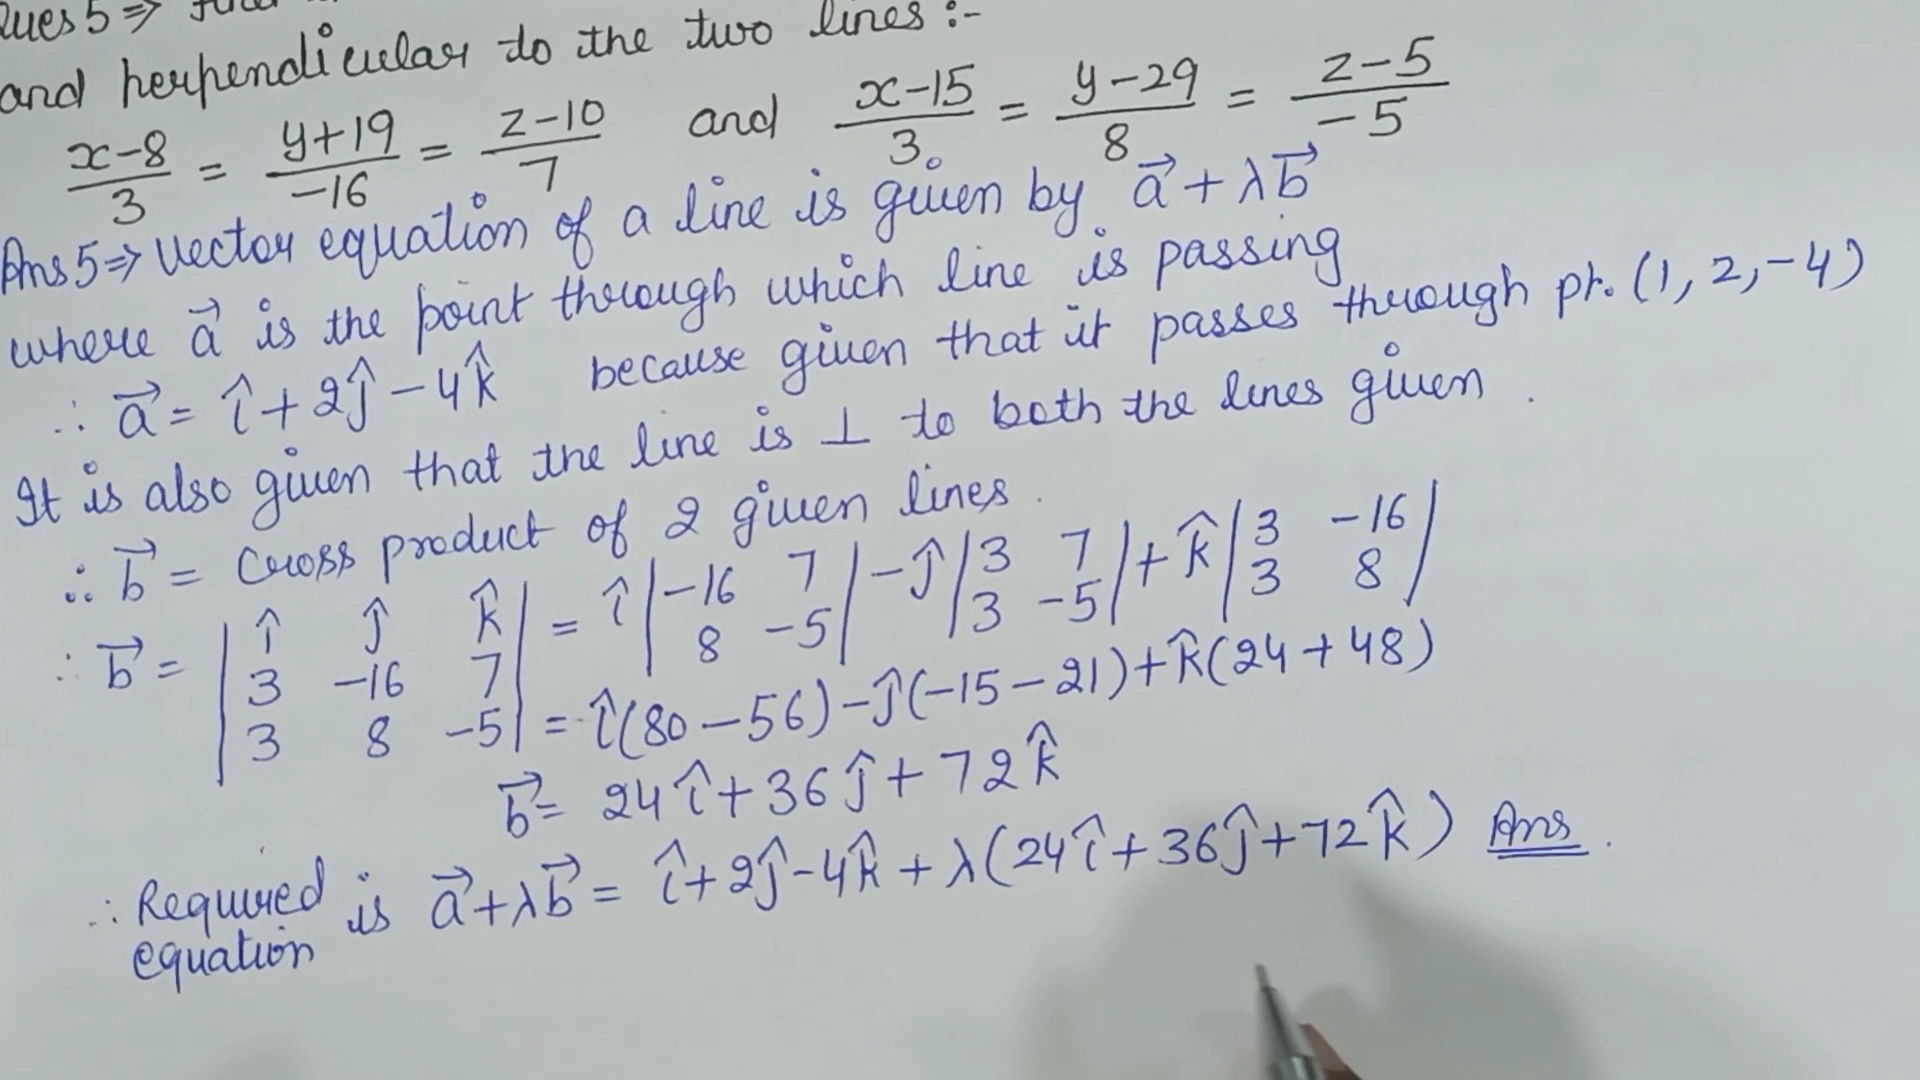 Ques 5 ⇒
and perpendicular to the two lines :-
x-8/3 = y+19/-16 = z-10/7 and x-15/3 = y-29/8 = z-5/-5
Ans 5 ⇒ Vector equation of a line is given by a⃗ + λb⃗
where a⃗ is the point through which line is passing
∴ a⃗ = î + 2ĵ - 4k̂ because given that it passes through pt. (1, 2, -4)
It is also given that the line is ⊥ to both the lines given.
∴ b⃗ = Cross product of 2 given lines.
∴ b⃗ = | î ĵ k̂ | = î | -16 7 | - ĵ | 3 7 | + k̂ | 3 -16 |
| 3 -16 7 | | 8 -5 | | 3 -5 | | 3 8 |
| 3 8 -5 | = î(80-56) - ĵ(-15-21) + k̂(24+48)
b⃗ = 24î + 36ĵ + 72k̂
∴ Required is a⃗ + λb⃗ = î + 2ĵ - 4k̂ + λ(24î + 36ĵ + 72k̂) Ans.
equation